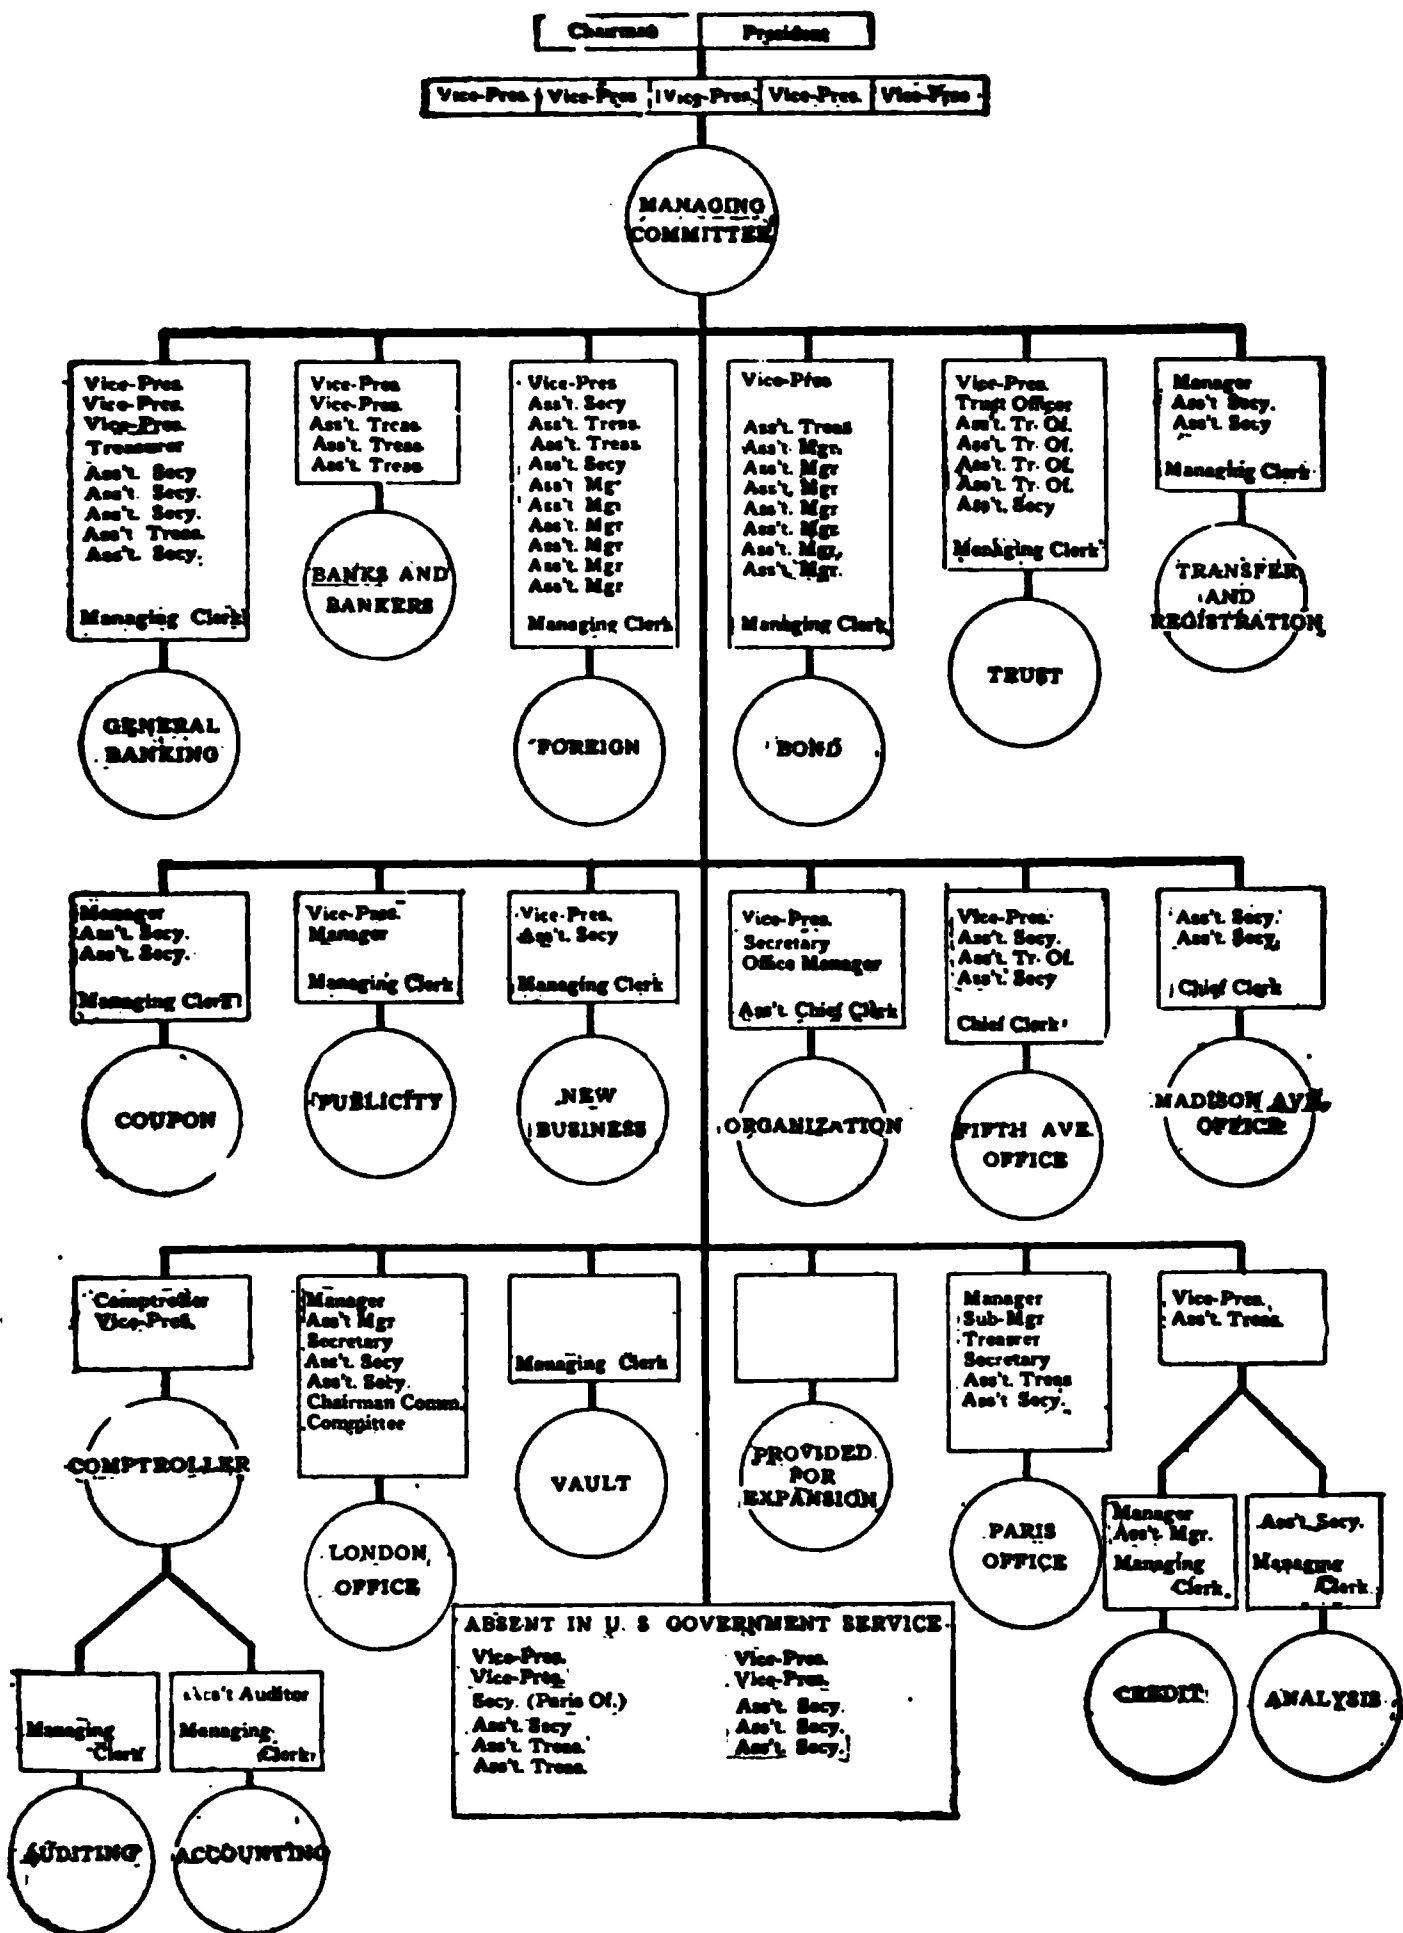 Chairman President
Vice-Pres. Vice-Pres Vice-Pres. Vice-Pres. Vice-Pres
MANAGING
COMMITTEE
Vice-Pres.
Vice-Pres.
Vice-Pres.
Treasurer
Ass't. Secy
Ass't. Secy.
Ass't. Secy.
Ass't Treas.
Ass't. Secy.
Managing Clerk
GENERAL
BANKING
Vice-Pres
Vice-Pres.
Ass't. Treas.
Ass't. Treas.
Ass't. Treas
BANKS AND
BANKERS
Vice-Pres
Ass't. Secy
Ass't. Treas.
Ass't. Treas.
Ass't. Secy
Ass't Mgr
Ass't Mgr
Ass't. Mgr
Ass't. Mgr
Ass't. Mgr
Ass't. Mgr
Managing Clerk
FOREIGN
Vice-Pres
Ass't. Treas
Ass't. Mgr.
Ass't. Mgr
Ass't. Mgr
Ass't. Mgr
Ass't. Mgr
Ass't. Mgr.
Ass't. Mgr.
Managing Clerk
BOND
Vice-Pres.
Trust Officer
Ass't. Tr. Of.
Ass't. Tr. Of.
Ass't. Tr. Of.
Ass't. Tr. Of.
Ass't. Secy
Managing Clerk
TRUST
Manager
Ass't Secy.
Ass't. Secy
Managing Clerk
TRANSFER
AND
REGISTRATION
Manager
Ass't. Secy.
Ass't. Secy.
Managing Clerk
COUPON
Vice-Pres.
Manager
Managing Clerk
PUBLICITY
Vice-Pres.
Ass't. Secy
Managing Clerk
NEW
BUSINESS
Vice-Pres.
Secretary
Office Manager
Ass't. Chief Clerk
ORGANIZATION
Vice-Pres.
Ass't. Secy.
Ass't. Tr. Of.
Ass't. Secy
Chief Clerk
FIFTH AVE.
OFFICE
Ass't. Secy.
Ass't. Secy.
Chief Clerk
MADISON AVE.
OFFICE
Comptroller
Vice-Pres.
COMPTROLLER
Managing
Clerk
AUDITING
Ass't Auditor
Managing
Clerk
ACCOUNTING
Manager
Ass't Mgr
Secretary
Ass't. Secy
Ass't. Secy.
Chairman Comm.
Committee
LONDON
OFFICE
Managing Clerk
VAULT
PROVIDED
FOR
EXPANSION
Manager
Sub-Mgr
Treasurer
Secretary
Ass't. Treas
Ass't Secy.
PARIS
OFFICE
Vice-Pres.
Ass't. Treas.
Manager
Ass't. Mgr.
Managing
Clerk
CREDIT
Ass't. Secy.
Managing
Clerk
ANALYSIS
ABSENT IN U. S GOVERNMENT SERVICE
Vice-Pres.
Vice-Pres.
Secy. (Paris Of.)
Ass't. Secy
Ass't. Treas.
Ass't. Treas.
Vice-Pres.
Vice-Pres.
Ass't. Secy.
Ass't. Secy.
Ass't. Secy.